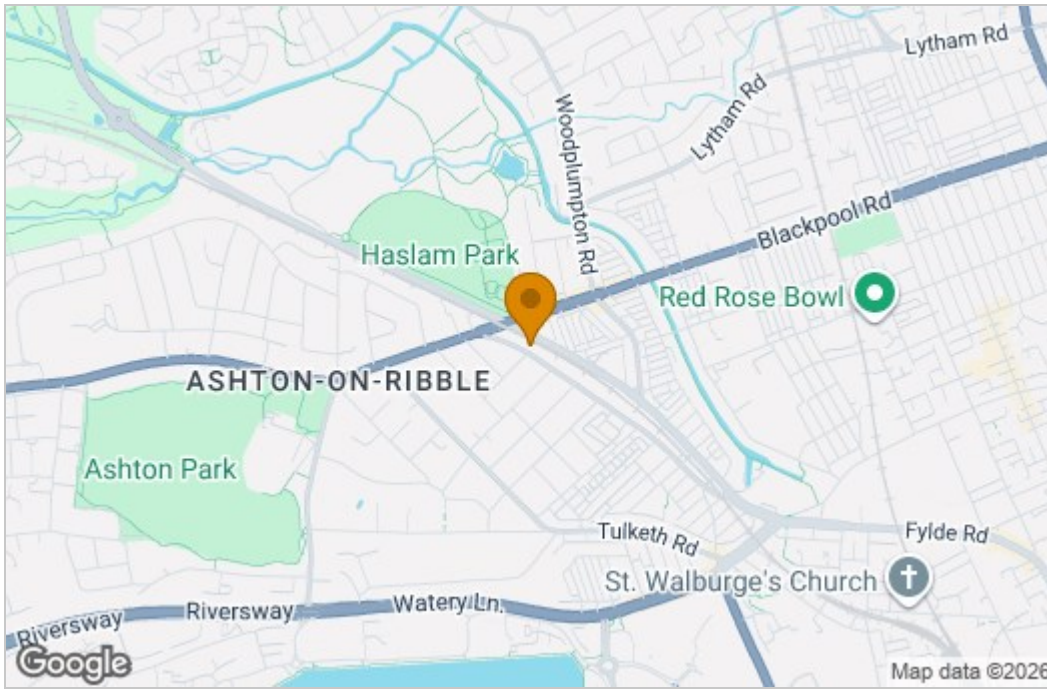 Lytham Rd
Lytham Rd
Woodplumpton Rd
Blackpool Rd
Haslam Park
Red Rose Bowl
ASHTON-ON-RIBBLE
Ashton Park
Tulketh Rd
Fylde Rd
St. Walburge's Church
Watery Ln.
Riversway
Riversway
Google
Map data ©2026